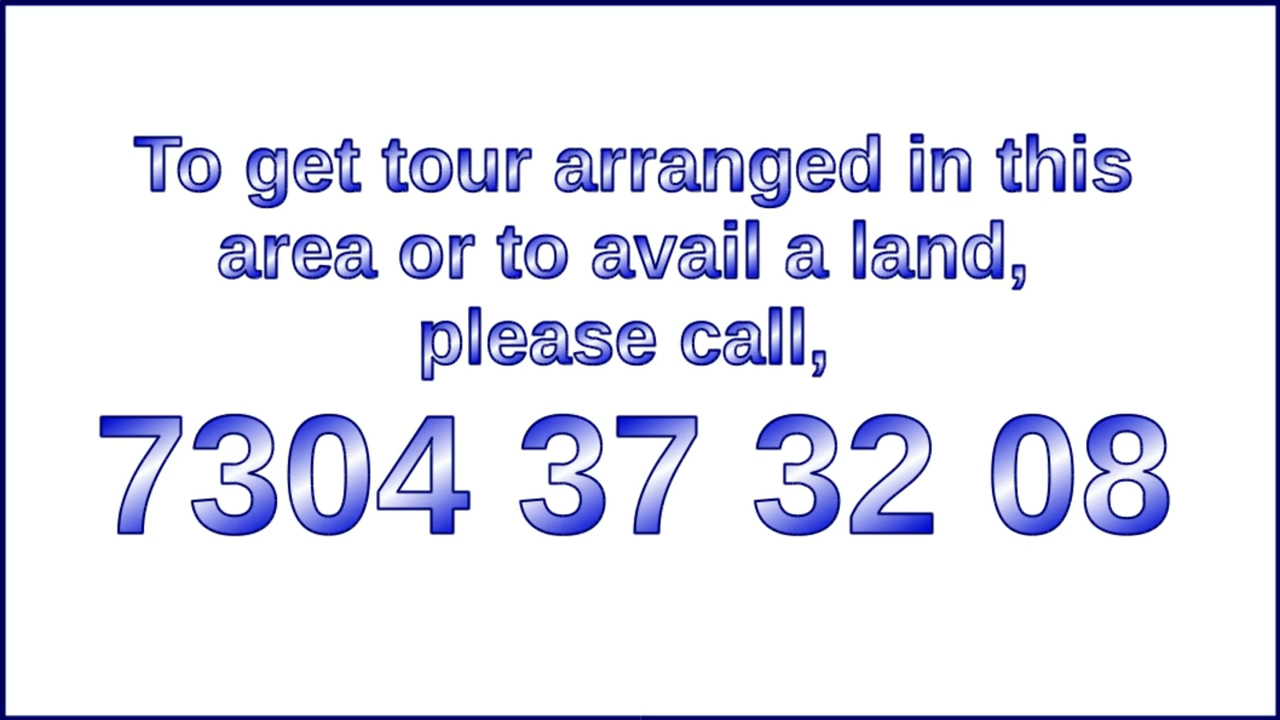 To get tour arranged in this
area or to avail a land,
please call,
7304 37 32 08